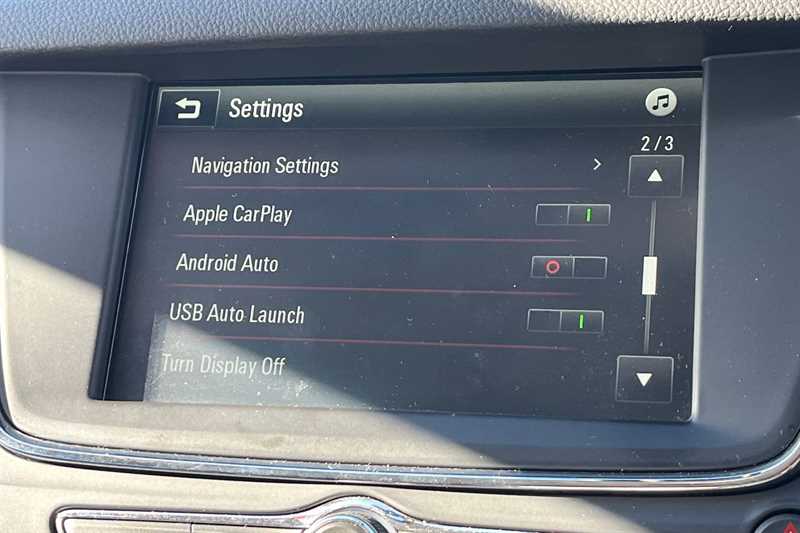 Settings
2/3
Navigation Settings
Apple CarPlay
Android Auto
USB Auto Launch
Turn Display Off